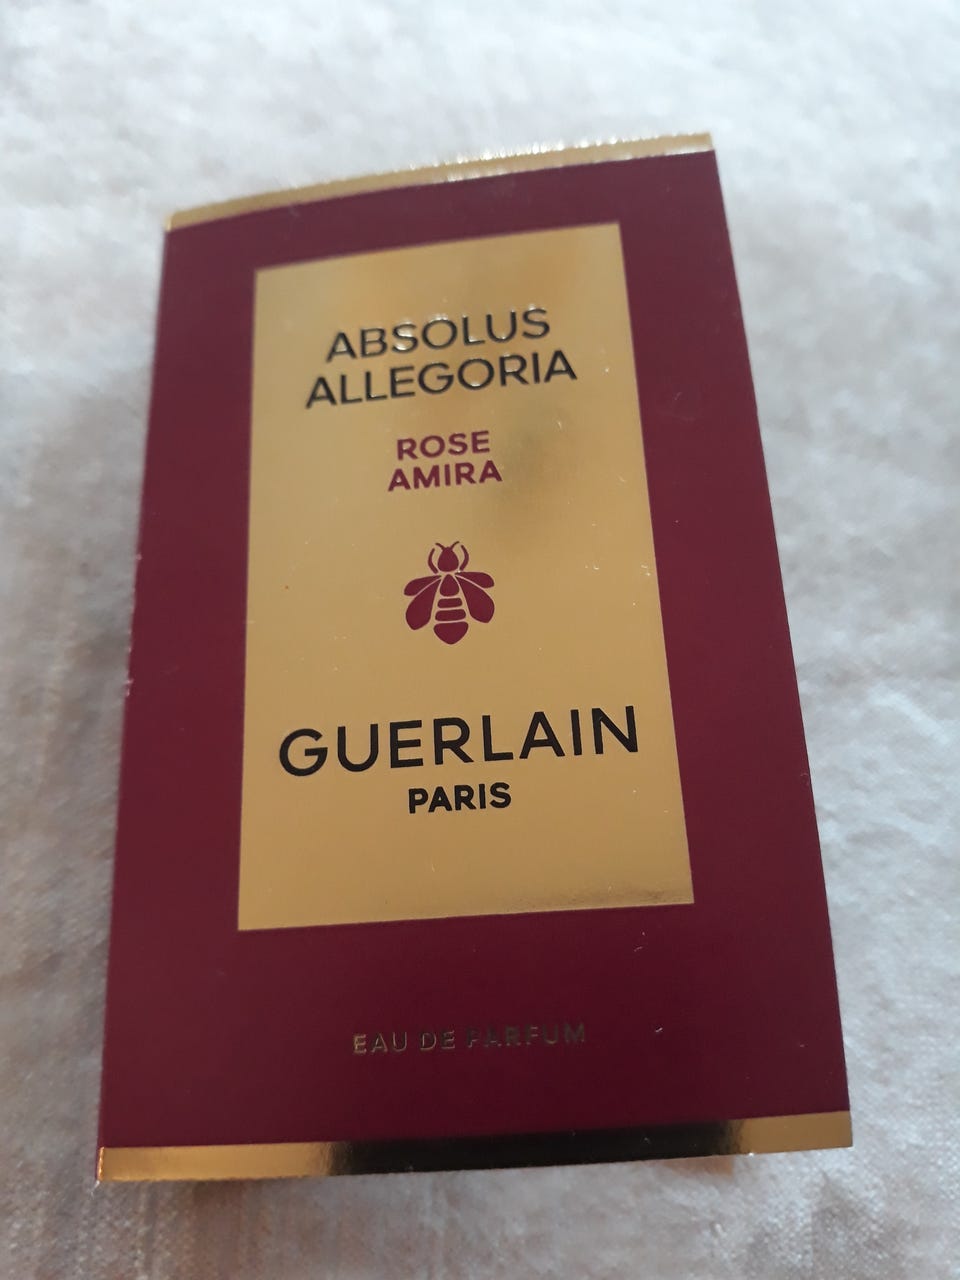 ABSOLUS
ALLEGORIA
ROSE
AMIRA
GUERLAIN
PARIS
EAU DE PARFUM